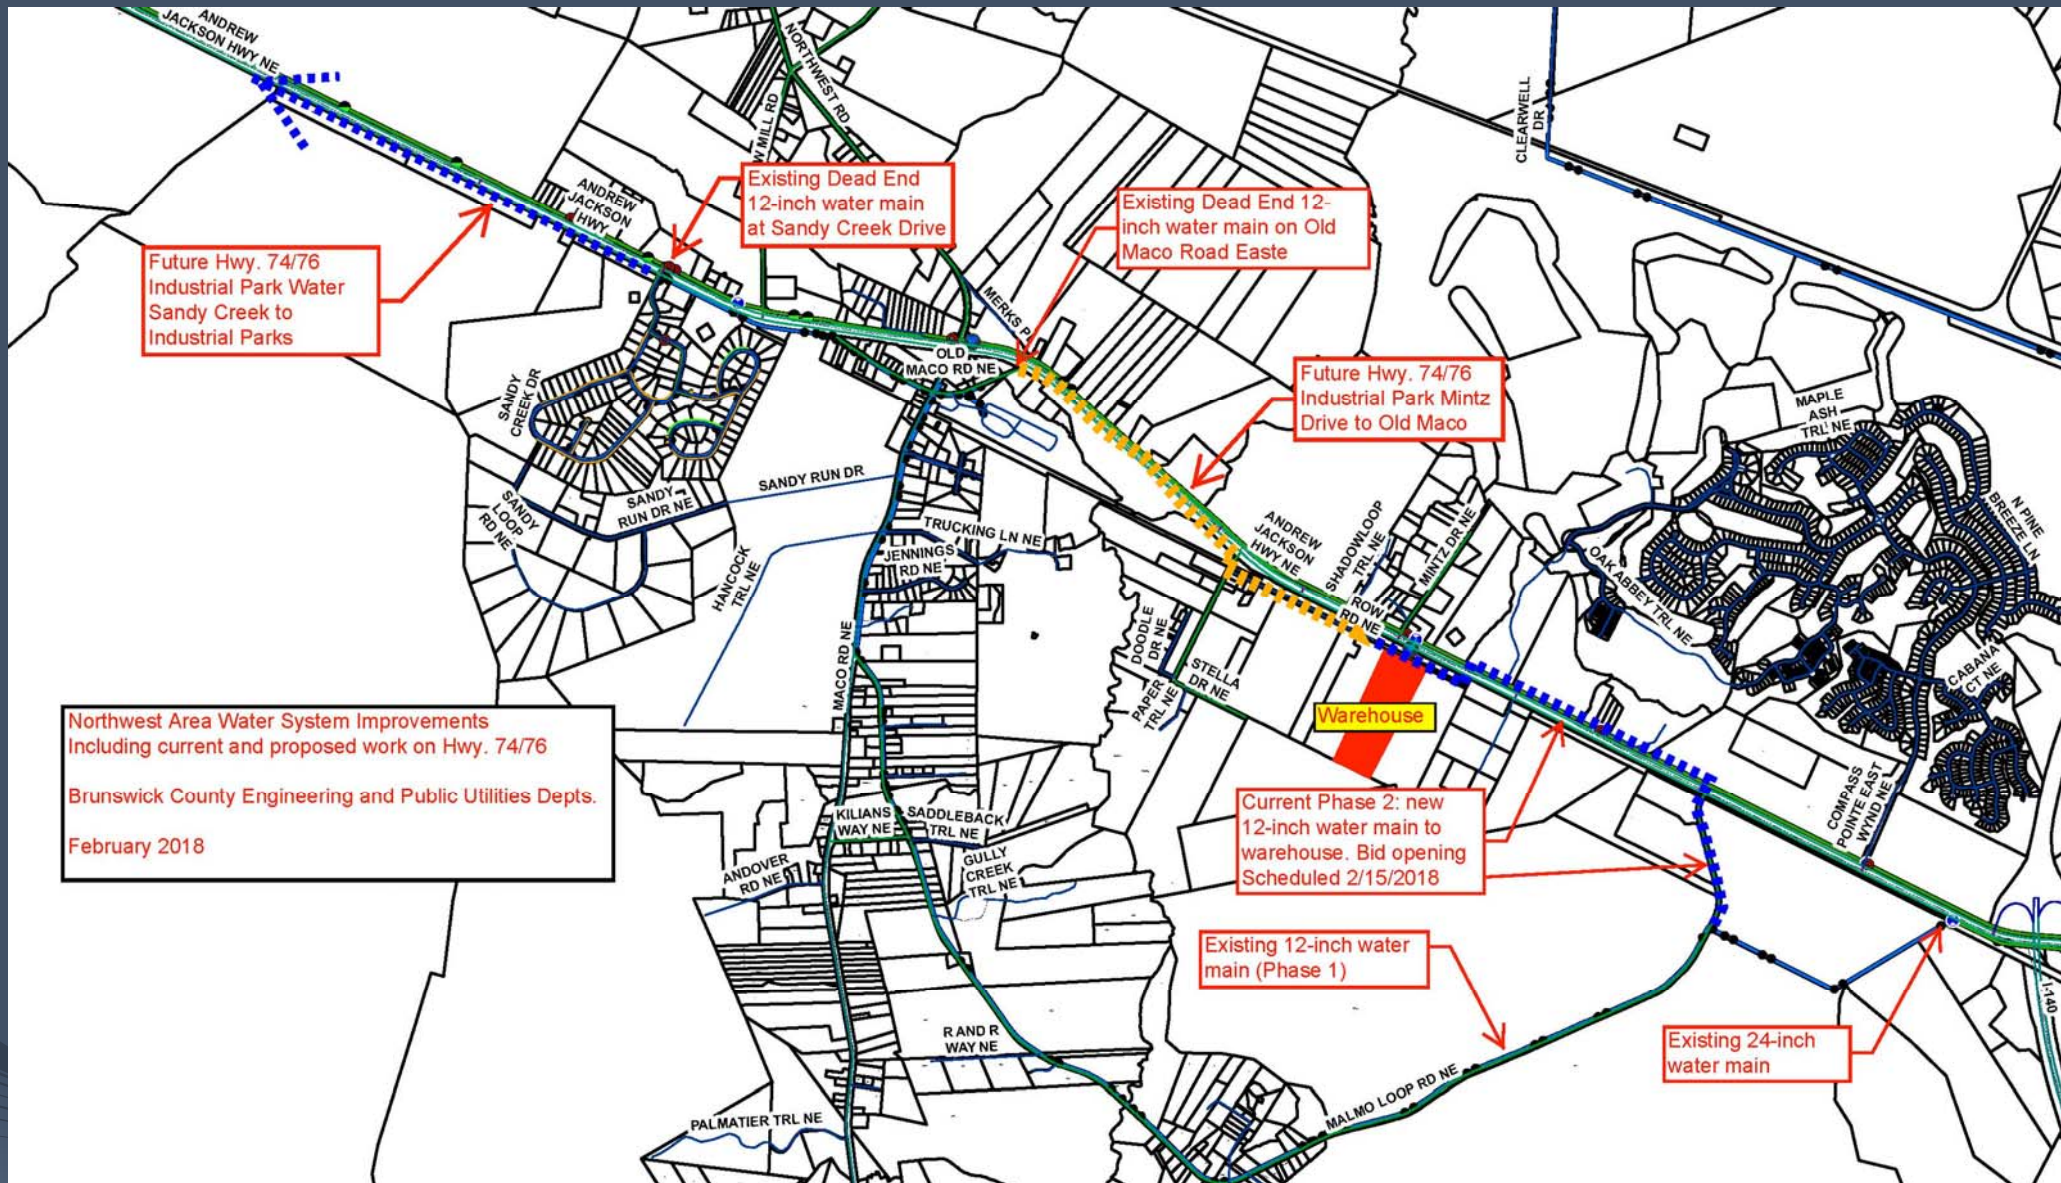 ANDREW
JACKSON HWY NE
NORTHWEST RD
MILL RD
CLEARWELL
DR
ANDREW
JACKSON
HWY
Existing Dead End
12-inch water main
at Sandy Creek Drive
Existing Dead End 12-
inch water main on Old
Maco Road Easte
Future Hwy. 74/76
Industrial Park Water
Sandy Creek to
Industrial Parks
MERKS
OLD
MACO RD NE
Future Hwy. 74/76
Industrial Park Mintz
Drive to Old Maco
SANDY
CREEK DR
MAPLE
ASH
TRL NE
N PINE
BREEZE LN
SANDY RUN DR
SANDY
RUN DR NE
SANDY
LOOP
RD NE
TRUCKING LN NE
JENNINGS
RD NE
HANCOCK
TRL NE
ANDREW
JACKSON
HWY NE
SHADOWLOOP
TRL NE
MINTZ DR NE
OAK ABBEY TRL NE
ROW
RD NE
DOODLE
DR NE
STELLA
DR NE
PAPER
TRL NE
MACO RD NE
CABANA
CT NE
Warehouse
Northwest Area Water System Improvements
Including current and proposed work on Hwy. 74/76
Brunswick County Engineering and Public Utilities Depts.
February 2018
COMPASS
POINTE EAST
WYND NE
Current Phase 2: new
12-inch water main to
warehouse. Bid opening
Scheduled 2/15/2018
KILIANS
WAY NE
SADDLEBACK
TRL NE
GULLY
CREEK
TRL NE
ANDOVER
RD NE
Existing 12-inch water
main (Phase 1)
I-140
R AND R
WAY NE
Existing 24-inch
water main
MALMO LOOP RD NE
PALMATIER TRL NE